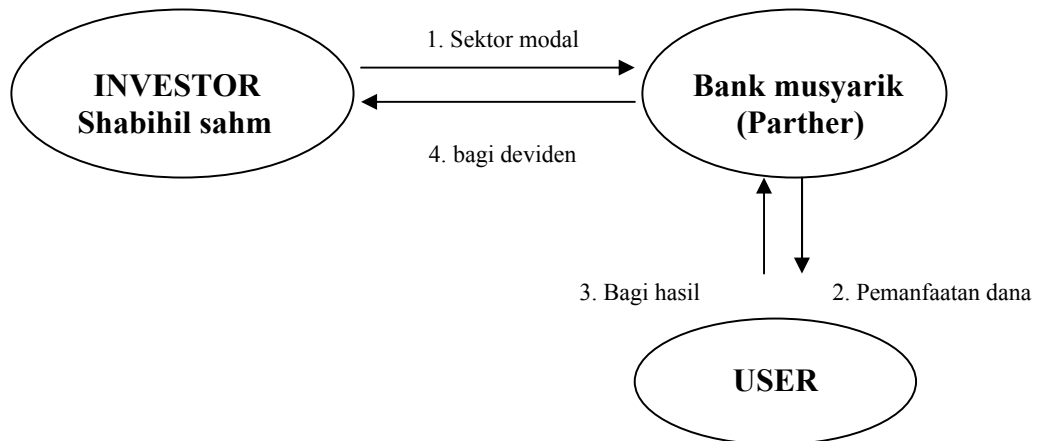 1. Sektor modal
INVESTOR
Shabihil sahm
Bank musyarik
(Parther)
4. bagi deviden
3. Bagi hasil
2. Pemanfaatan dana
USER